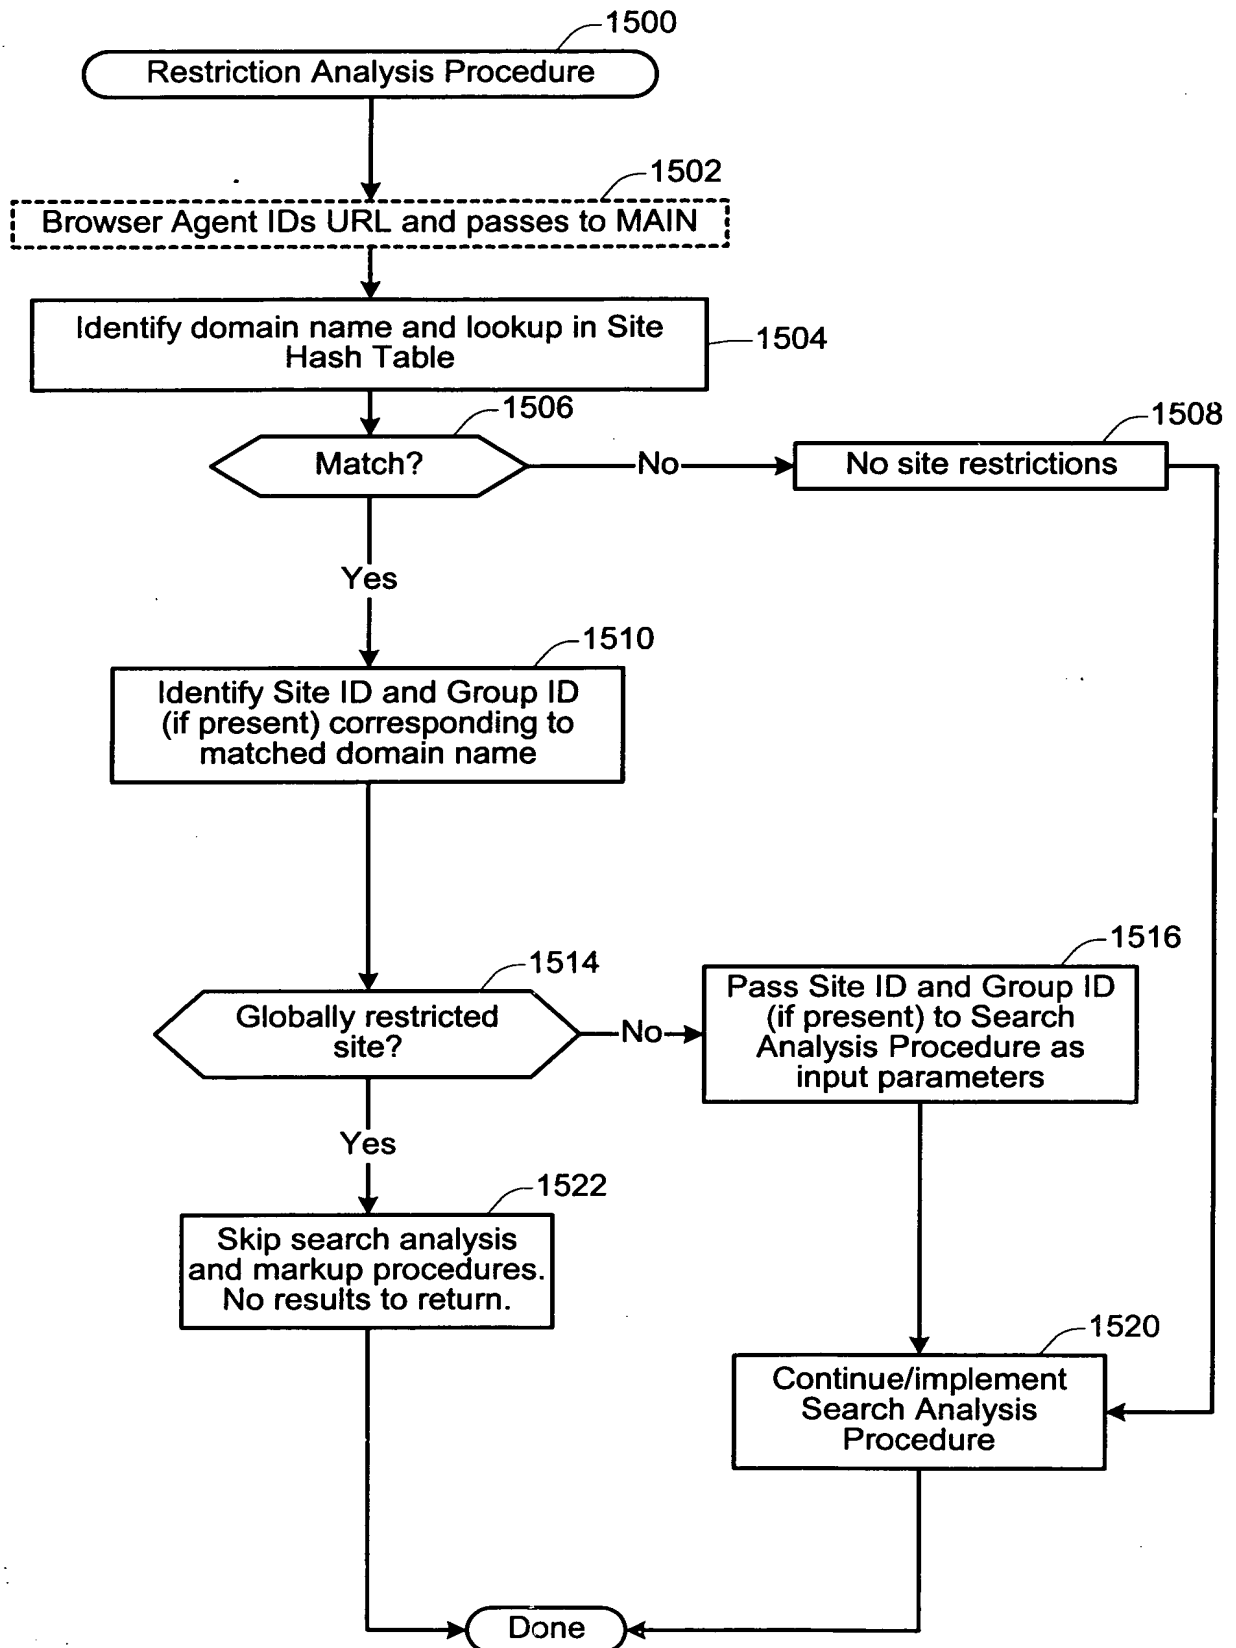 1500
Restriction Analysis Procedure
1502
Browser Agent IDs URL and passes to MAIN
Identify domain name and lookup in Site
Hash Table
1504
1506
Match?
No
1508
No site restrictions
Yes
1510
Identify Site ID and Group ID
(if present) corresponding to
matched domain name
1514
Globally restricted
site?
No
1516
Pass Site ID and Group ID
(if present) to Search
Analysis Procedure as
input parameters
Yes
1522
Skip search analysis
and markup procedures.
No results to return.
1520
Continue/implement
Search Analysis
Procedure
Done